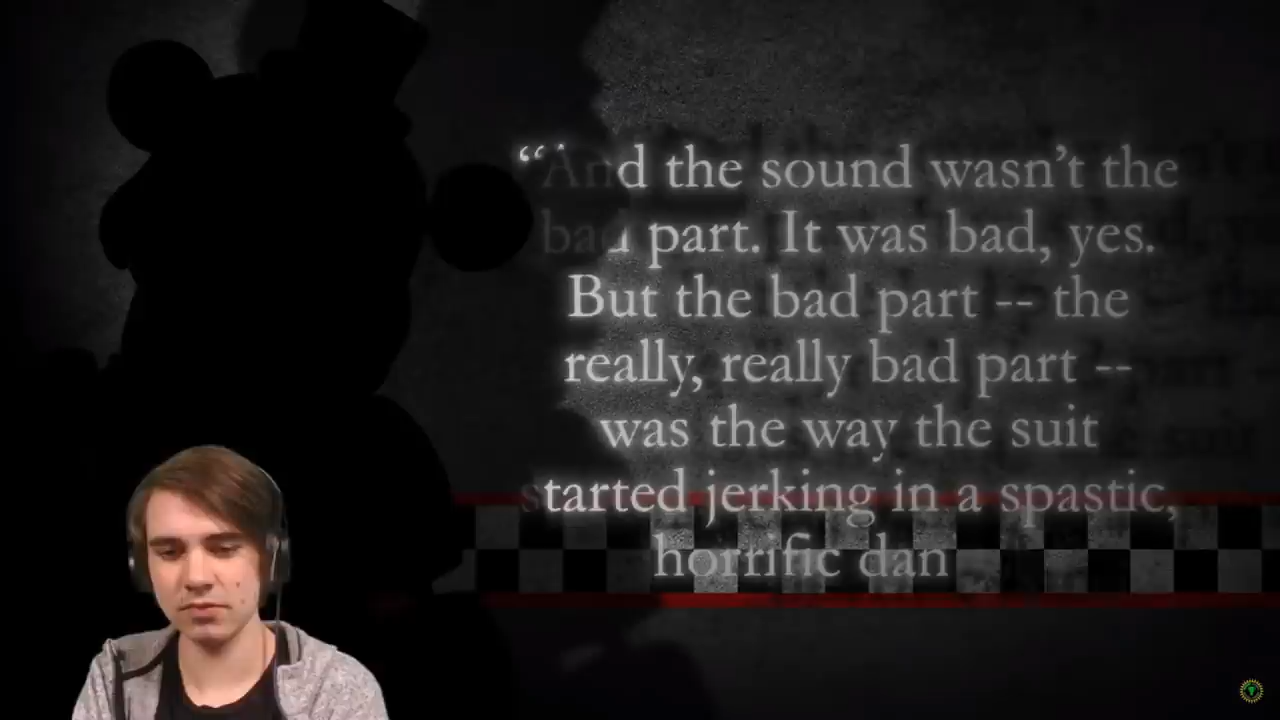 “And the sound wasn’t the
bad part. It was bad, yes.
But the bad part -- the
really, really bad part --
was the way the suit
started jerking in a spastic,
horrific dan